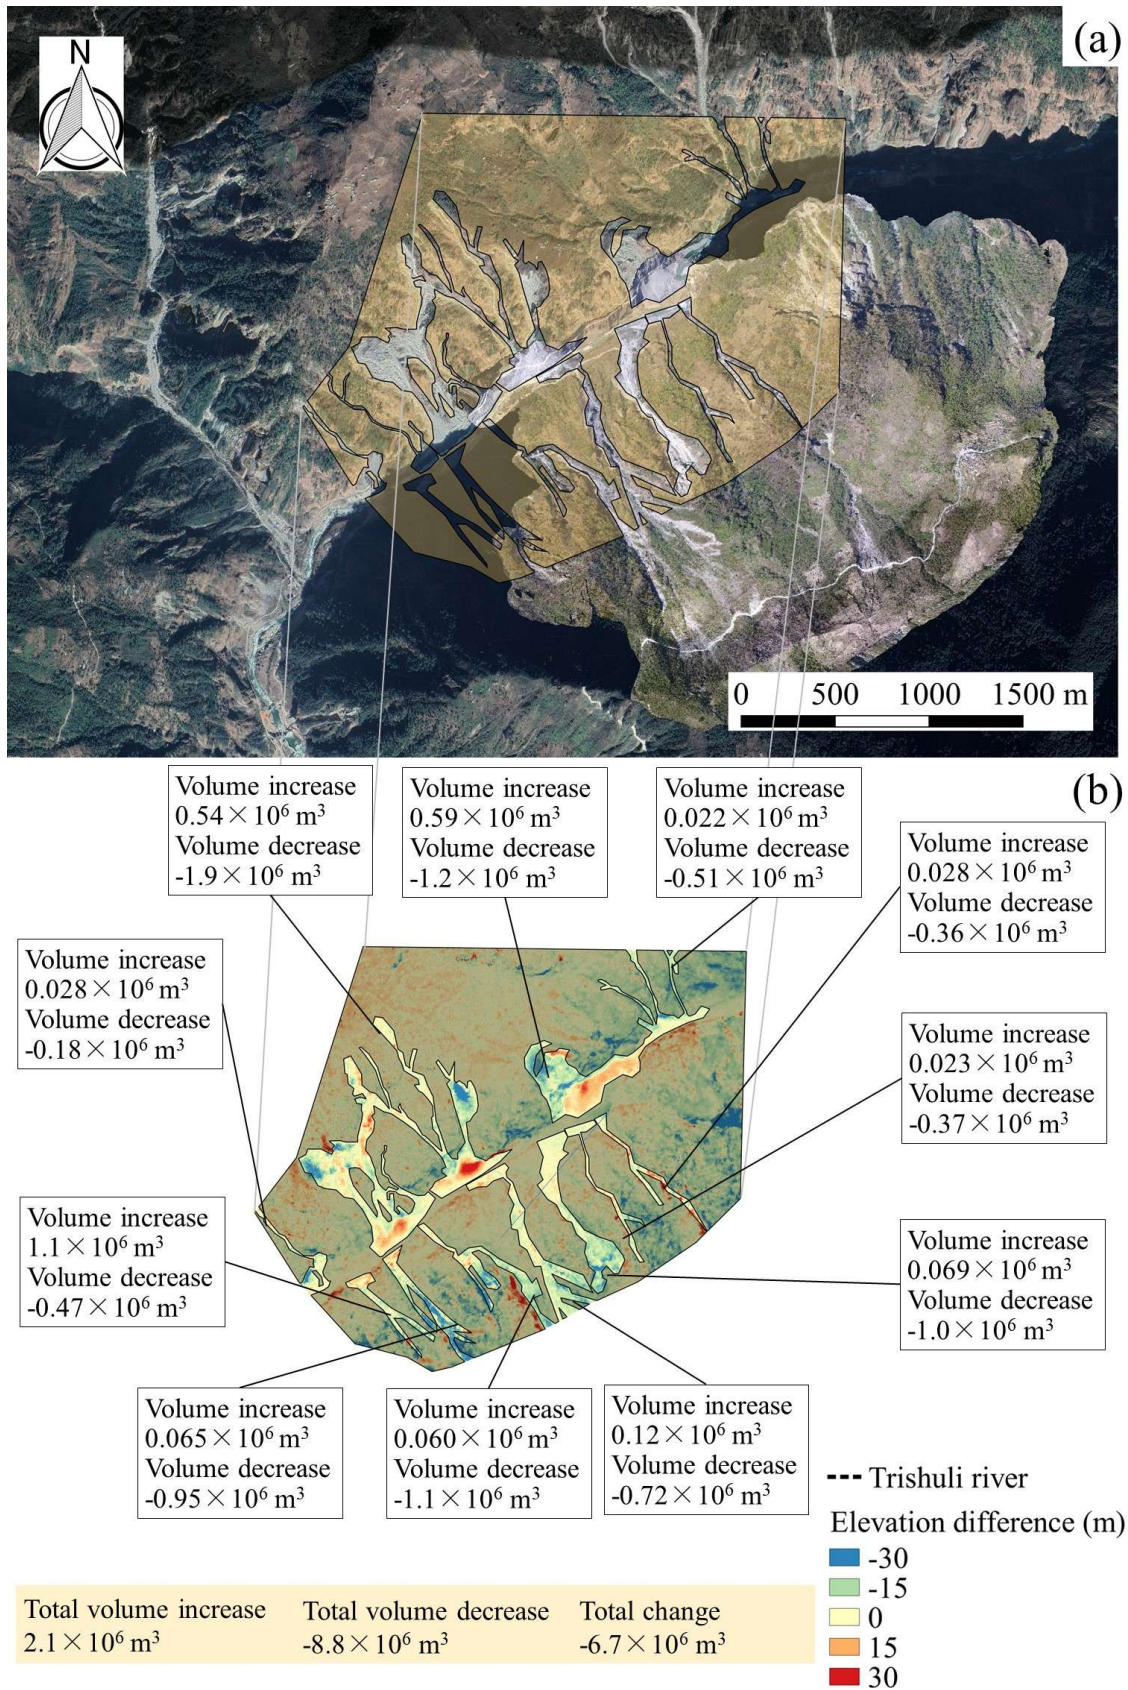 (a)
N
0 500 1000 1500 m
(b)
Volume increase
0.54×10⁶ m³
Volume decrease
-1.9×10⁶ m³
Volume increase
0.59×10⁶ m³
Volume decrease
-1.2×10⁶ m³
Volume increase
0.022×10⁶ m³
Volume decrease
-0.51×10⁶ m³
Volume increase
0.028×10⁶ m³
Volume decrease
-0.36×10⁶ m³
Volume increase
0.028×10⁶ m³
Volume decrease
-0.18×10⁶ m³
Volume increase
0.023×10⁶ m³
Volume decrease
-0.37×10⁶ m³
Volume increase
1.1×10⁶ m³
Volume decrease
-0.47×10⁶ m³
Volume increase
0.069×10⁶ m³
Volume decrease
-1.0×10⁶ m³
Volume increase
0.065×10⁶ m³
Volume decrease
-0.95×10⁶ m³
Volume increase
0.060×10⁶ m³
Volume decrease
-1.1×10⁶ m³
Volume increase
0.12×10⁶ m³
Volume decrease
-0.72×10⁶ m³
Trishuli river
Elevation difference (m)
-30
-15
0
15
30
Total volume increase
2.1×10⁶ m³
Total volume decrease
-8.8×10⁶ m³
Total change
-6.7×10⁶ m³